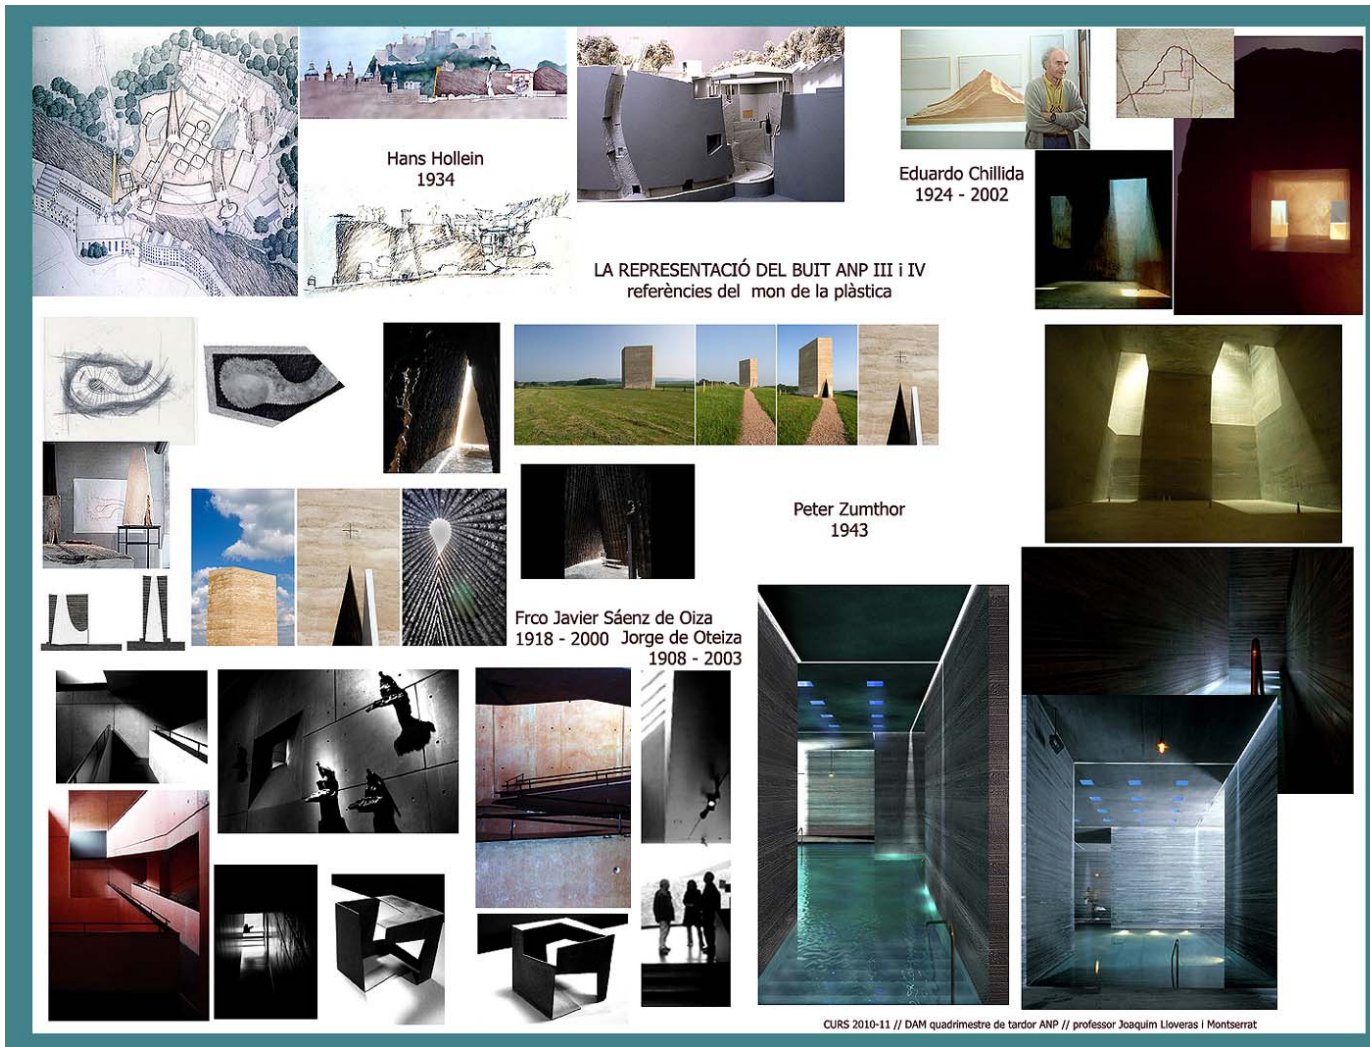 Hans Hollein
1934
Eduardo Chillida
1924 - 2002
LA REPRESENTACIÓ DEL BUIT ANP III i IV
referències del mon de la plàstica
Peter Zumthor
1943
Frco Javier Sáenz de Oiza
1918 - 2000 Jorge de Oteiza
1908 - 2003
CURS 2010-11 // DAM quadrimestre de tardor ANP // professor Joaquim Lloveras i Montserrat